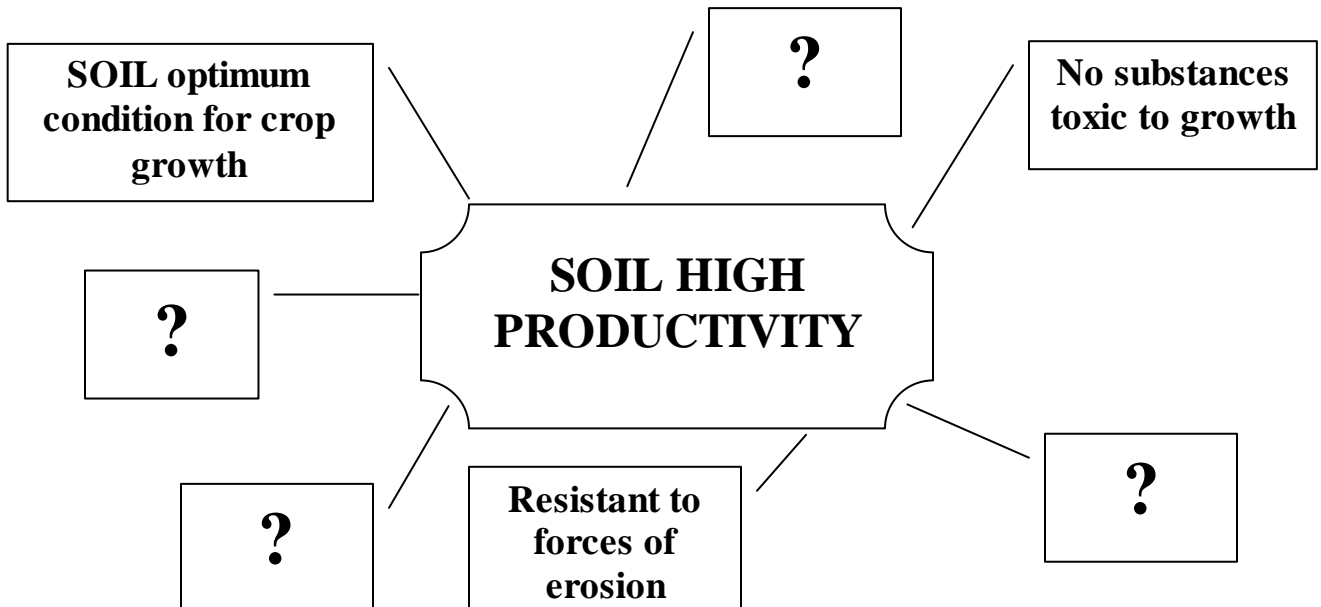 ?
SOIL optimum
condition for crop
growth
No substances
toxic to growth
SOIL HIGH
PRODUCTIVITY
?
?
Resistant to
forces of
erosion
?